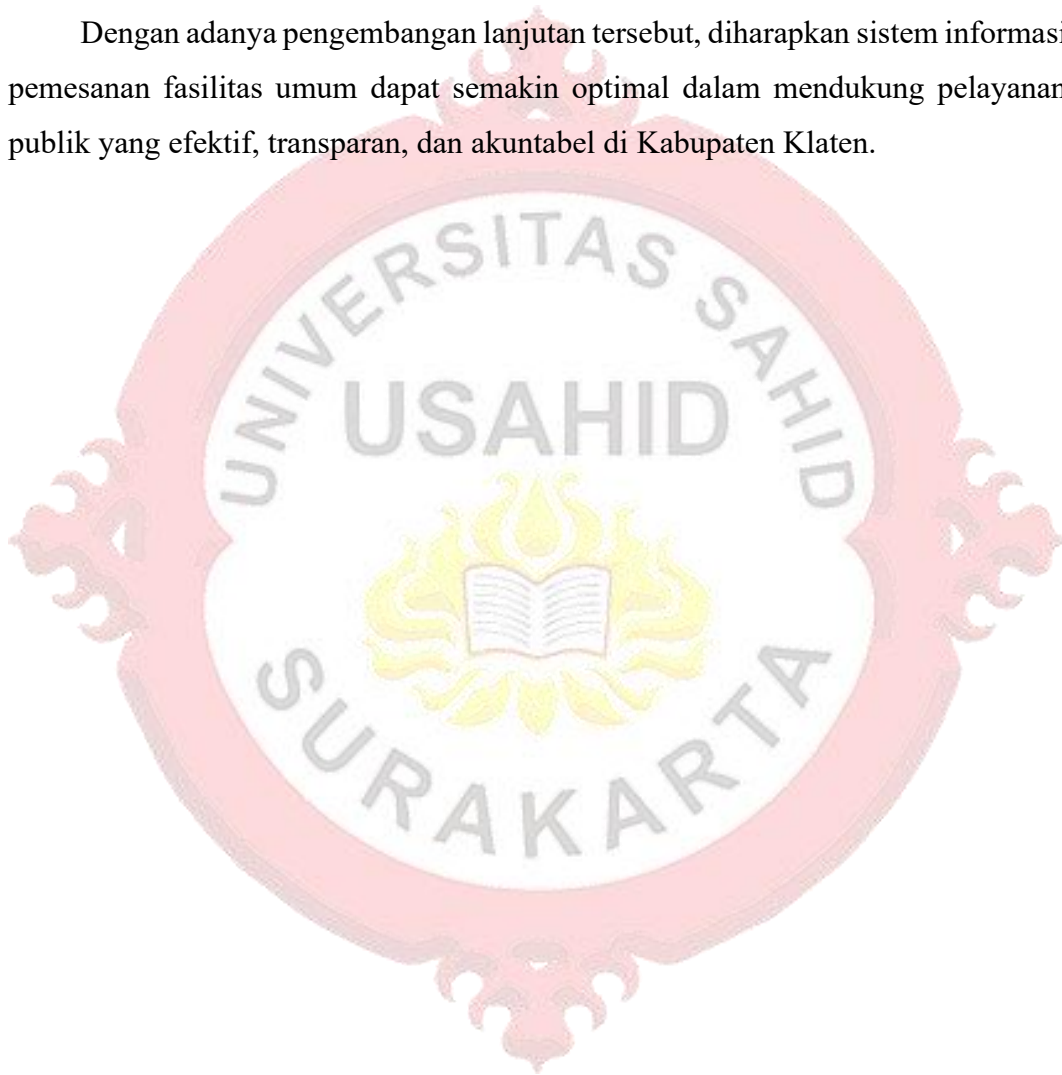 Dengan adanya pengembangan lanjutan tersebut, diharapkan sistem informasi
pemesanan fasilitas umum dapat semakin optimal dalam mendukung pelayanan
publik yang efektif, transparan, dan akuntabel di Kabupaten Klaten.
UNIVERSITAS SAHID
USAHID
SURAKARTA